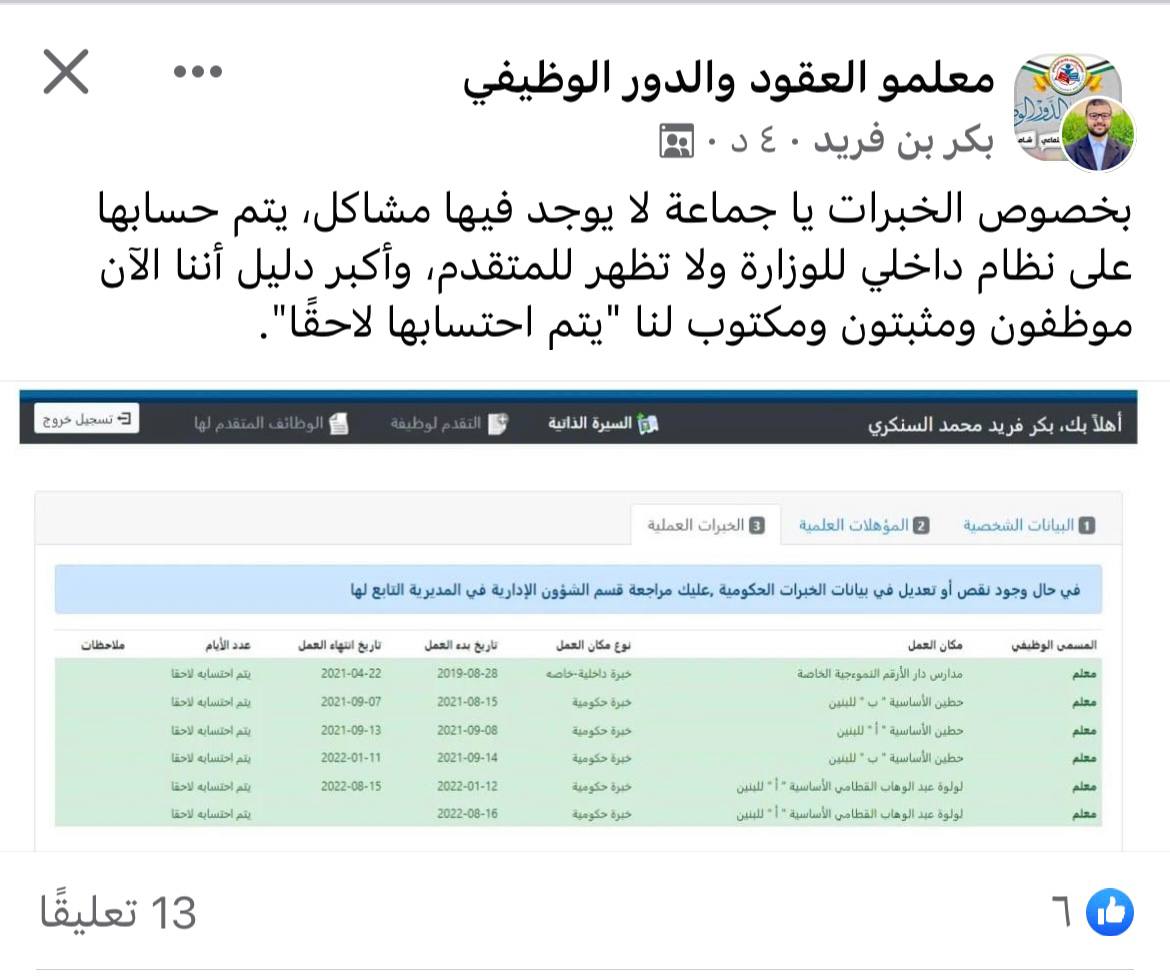 معلمو العقود والدور الوظيفي
بكر بن فريد · ٤ د ·
بخصوص الخبرات يا جماعة لا يوجد فيها مشاكل، يتم حسابها
على نظام داخلي للوزارة ولا تظهر للمتقدم، وأكبر دليل أننا الآن
موظفون ومثبتون ومكتوب لنا "يتم احتسابها لاحقًا".
أهلاً بك، بكر فريد محمد السنكري السيرة الذاتية التقدم لوظيفة الوظائف المتقدم لها تسجيل خروج
1 البيانات الشخصية 2 المؤهلات العلمية 3 الخبرات العملية
في حال وجود نقص أو تعديل في بيانات الخبرات الحكومية ,عليك مراجعة قسم الشؤون الإدارية في المديرية التابع لها
المسمى الوظيفي مكان العمل نوع مكان العمل تاريخ بدء العمل تاريخ انتهاء العمل عدد الأيام ملاحظات
معلم مدارس دار الأرقم النموءجية الخاصة خبرة داخلية-خاصه 2019-08-28 2021-04-22 يتم احتسابه لاحقا
معلم حطين الأساسية " ب " للبنين خبرة حكومية 2021-08-15 2021-09-07 يتم احتسابه لاحقا
معلم حطين الأساسية " أ " للبنين خبرة حكومية 2021-09-08 2021-09-13 يتم احتسابه لاحقا
معلم حطين الأساسية " ب " للبنين خبرة حكومية 2021-09-14 2022-01-11 يتم احتسابه لاحقا
معلم لولوة عبد الوهاب القطامي الأساسية " أ " للبنين خبرة حكومية 2022-01-12 2022-08-15 يتم احتسابه لاحقا
معلم لولوة عبد الوهاب القطامي الأساسية " أ " للبنين خبرة حكومية 2022-08-16 يتم احتسابه لاحقا
٦ 13 تعليقًا